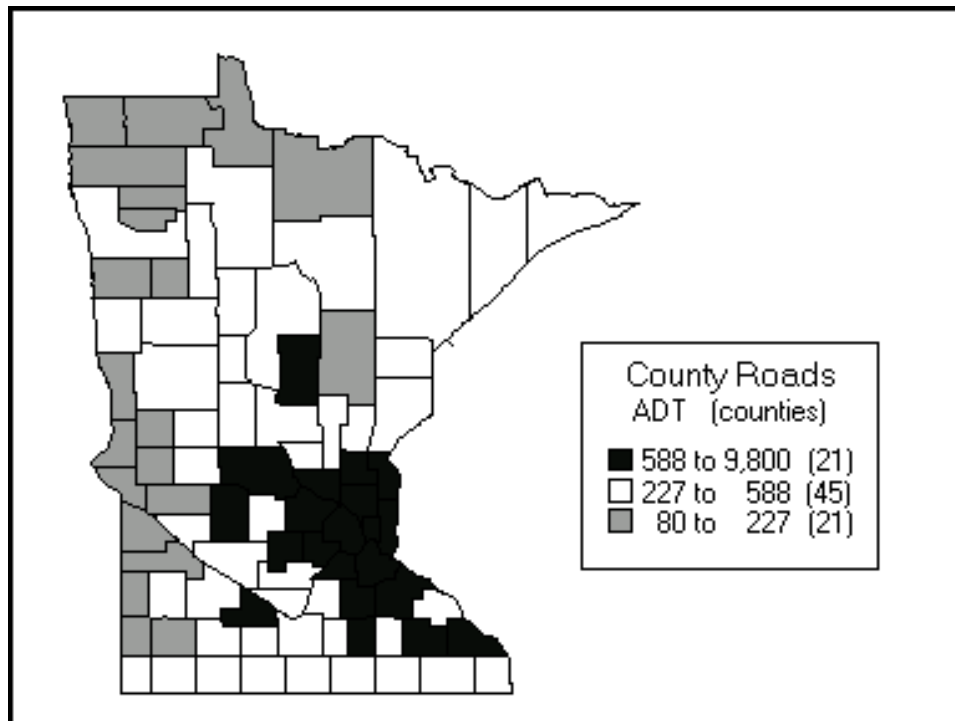 County Roads
ADT (counties)
588 to 9,800 (21)
227 to 588 (45)
80 to 227 (21)